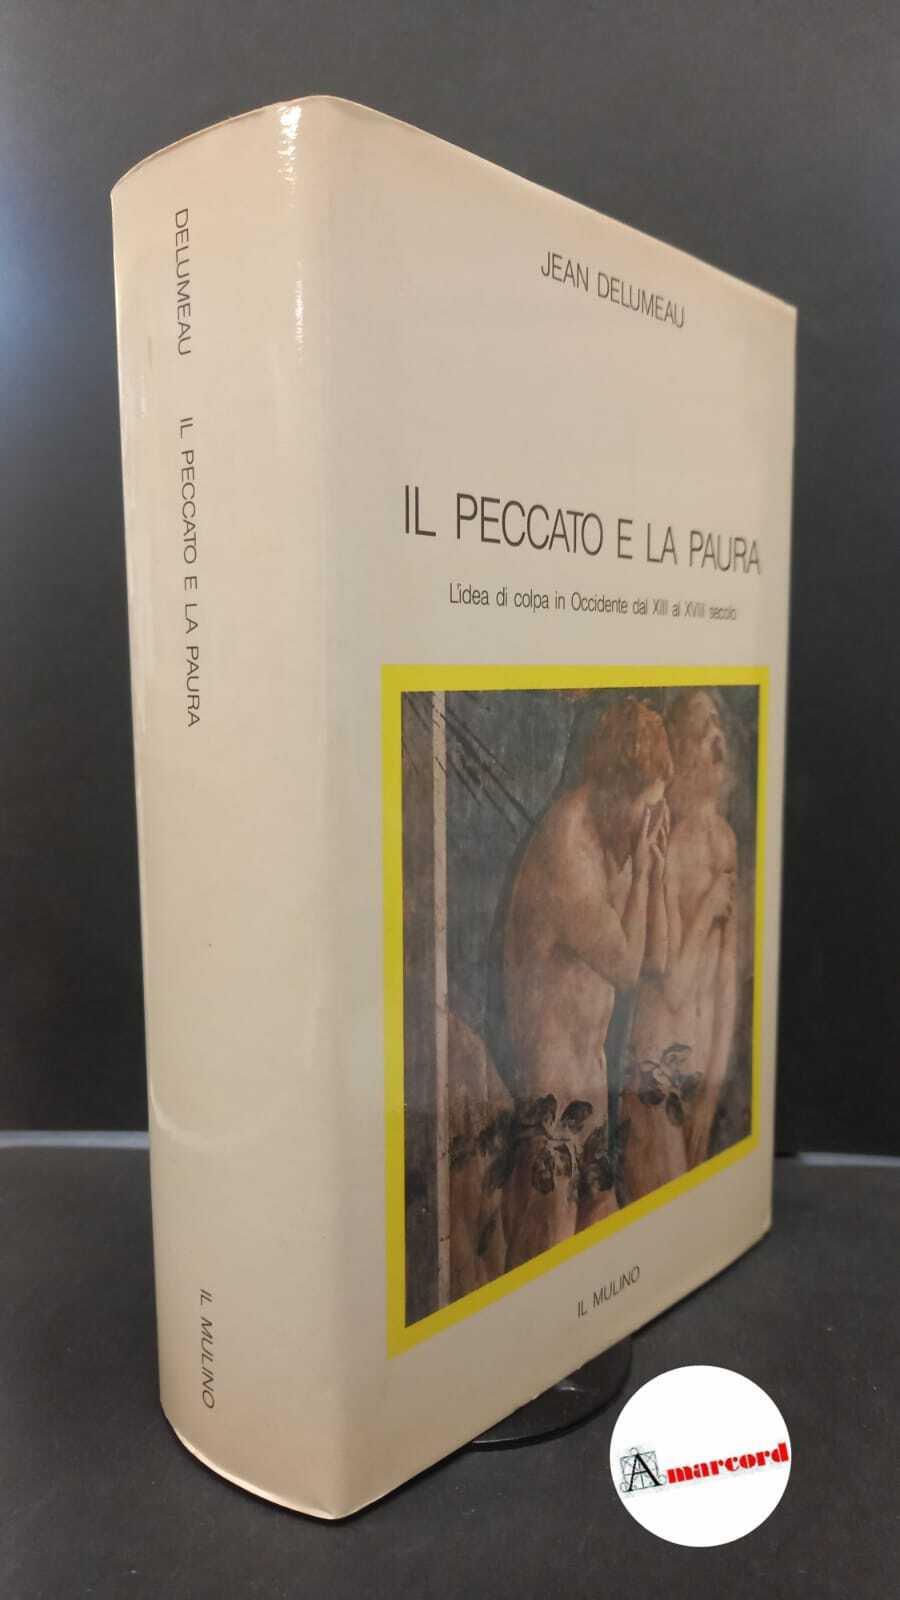 DELUMEAU IL PECCATO E LA PAURA IL MULINO
JEAN DELUMEAU
IL PECCATO E LA PAURA
L'idea di colpa in Occidente dal XIII al XVIII secolo
IL MULINO
Amarcord